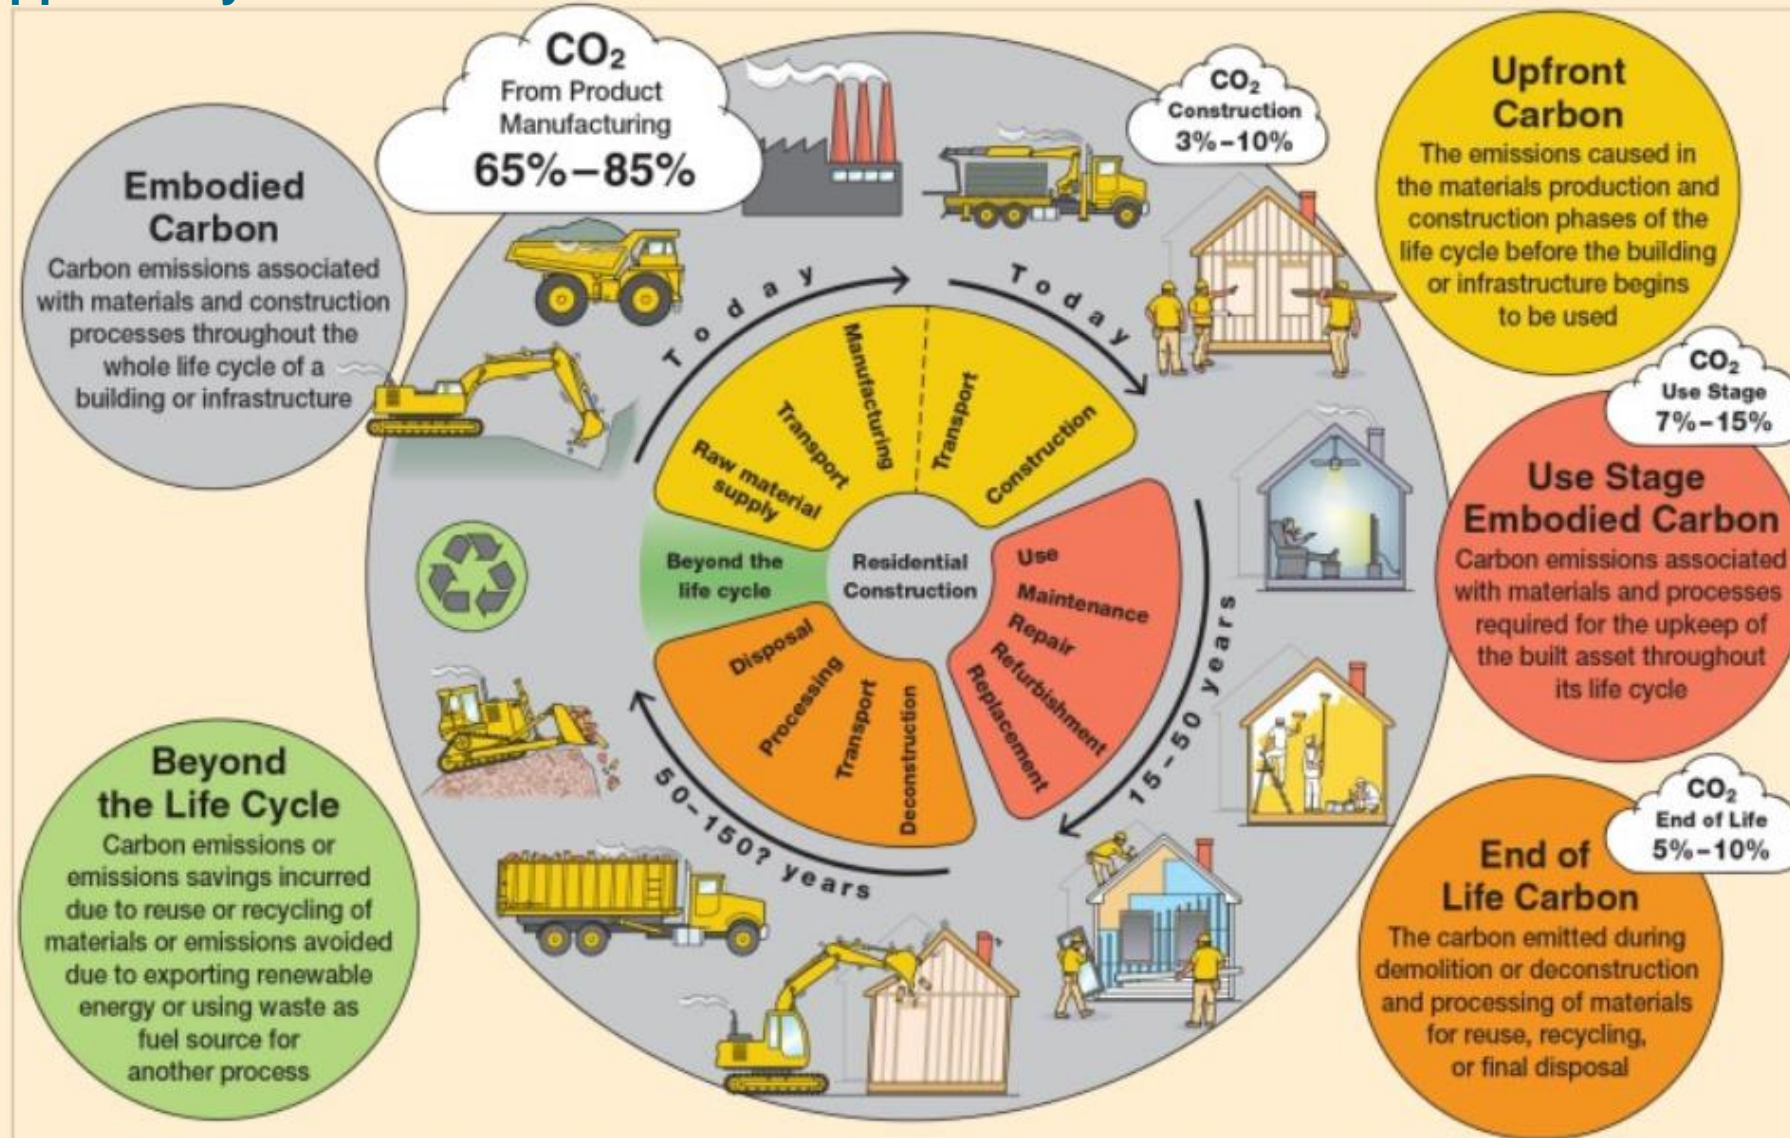 CO₂
From Product
Manufacturing
65%–85%
CO₂
Construction
3%–10%
Upfront
Carbon
The emissions caused in
the materials production and
construction phases of the
life cycle before the building
or infrastructure begins
to be used
Embodied
Carbon
Carbon emissions associated
with materials and construction
processes throughout the
whole life cycle of a
building or infrastructure
Today
Today
Raw material
supply
Transport
Manufacturing
Transport
Construction
CO₂
Use Stage
7%–15%
Use Stage
Embodied Carbon
Carbon emissions associated
with materials and processes
required for the upkeep of
the built asset throughout
its life cycle
Beyond the
life cycle
Residential
Construction
Use
Maintenance
Repair
Refurbishment
Replacement
15–50 years
Disposal
Processing
Transport
Deconstruction
50–150? years
Beyond
the Life Cycle
Carbon emissions or
emissions savings incurred
due to reuse or recycling of
materials or emissions avoided
due to exporting renewable
energy or using waste as
fuel source for
another process
CO₂
End of Life
5%–10%
End of
Life Carbon
The carbon emitted during
demolition or deconstruction
and processing of materials
for reuse, recycling,
or final disposal